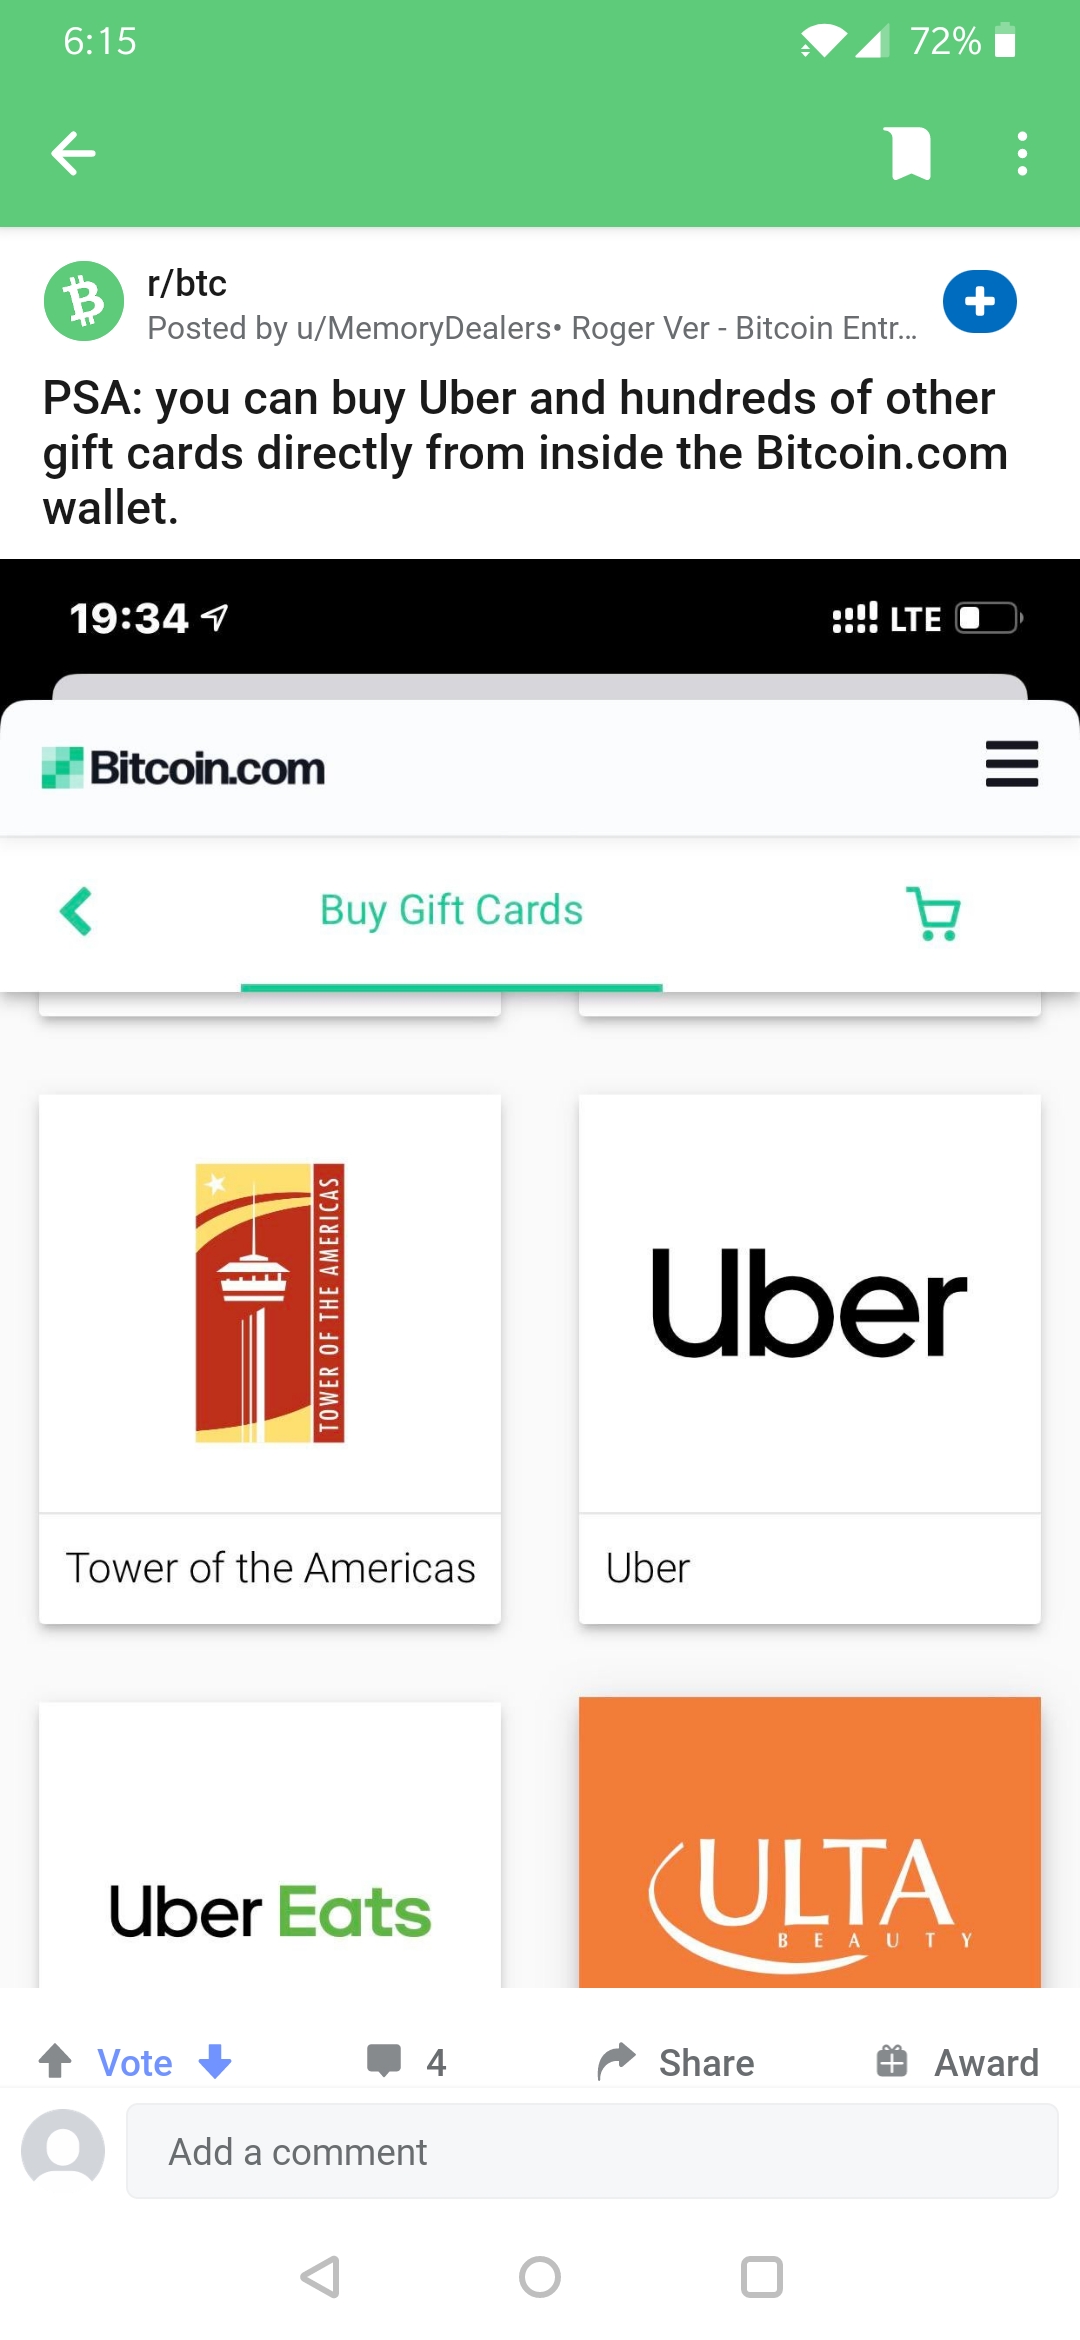 6:15
72%
r/btc
Posted by u/MemoryDealers• Roger Ver - Bitcoin Entr...
PSA: you can buy Uber and hundreds of other
gift cards directly from inside the Bitcoin.com
wallet.
19:34
LTE
Bitcoin.com
Buy Gift Cards
TOWER OF THE AMERICAS
Uber
Tower of the Americas
Uber
Uber Eats
ULTA
BEAUTY
Vote
4
Share
Award
Add a comment